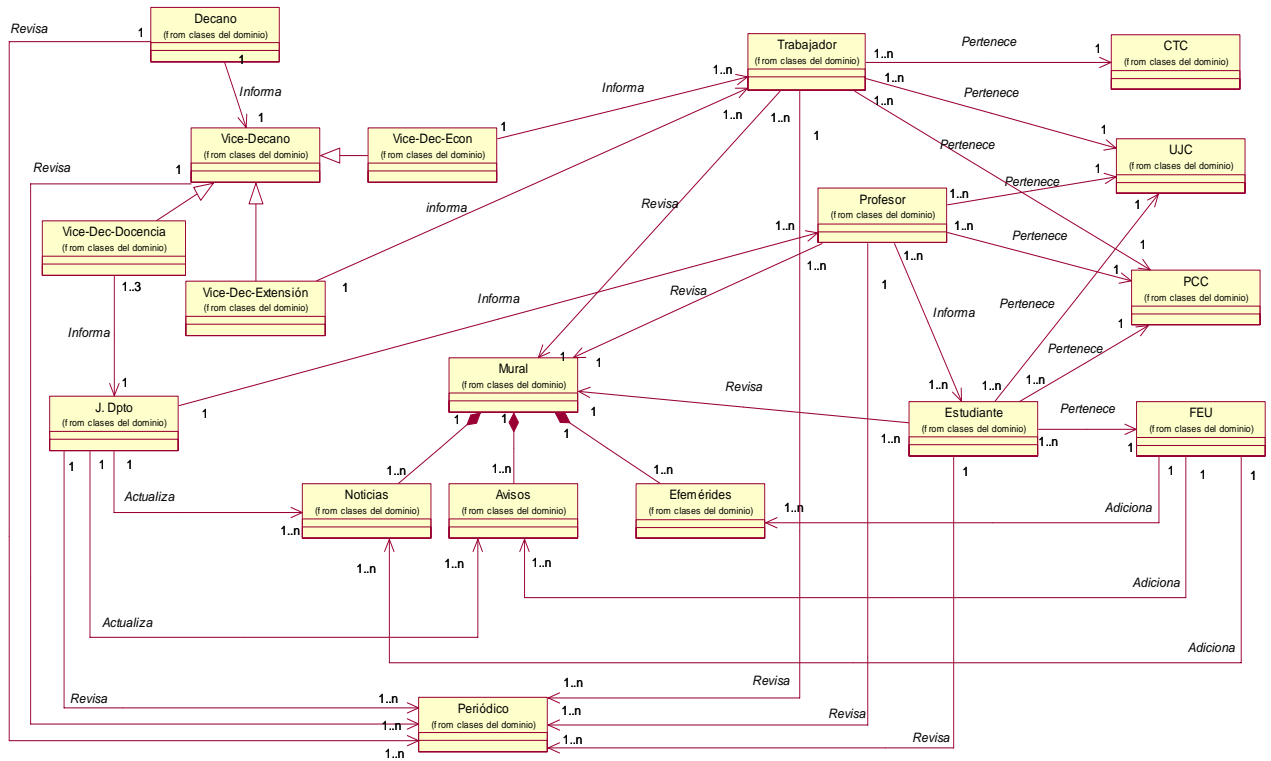 Decano
(from clases del dominio)
Revisa
1
1
Informa
1
Trabajador
(from clases del dominio)
1..n
1..n
Pertenece
1
CTC
(from clases del dominio)
1..n
Pertenece
1
1..n
1..n
1..n
1..n
1
Informa
1
Vice-Decano
(from clases del dominio)
Vice-Dec-Econ
(from clases del dominio)
Revisa
1
UJC
(from clases del dominio)
Pertenece
Pertenece
1
1
Profesor
(from clases del dominio)
1..n
1..n
1..n
Pertenece
1
1
informa
Revisa
Vice-Dec-Docencia
(from clases del dominio)
1..3
Vice-Dec-Extensión
(from clases del dominio)
1
1..n
1
Informa
Revisa
Informa
Pertenece
PCC
(from clases del dominio)
1
Informa
1
Pertenece
1
1
Mural
(from clases del dominio)
1
1
1
1
Revisa
1..n
1..n
1..n
J. Dpto
(from clases del dominio)
1
1
1
1
Estudiante
(from clases del dominio)
1..n
1..n
1
Pertenece
1
FEU
(from clases del dominio)
1
1
1
1..n
1..n
1..n
Noticias
(from clases del dominio)
Avisos
(from clases del dominio)
Efemérides
(from clases del dominio)
Actualiza
1..n
1..n
Adiciona
1..n
1..n
1..n
Adiciona
Actualiza
Adiciona
Revisa
1..n
Periódico
(from clases del dominio)
1..n
1..n
1..n
Revisa
1..n
Revisa
1..n
Revisa